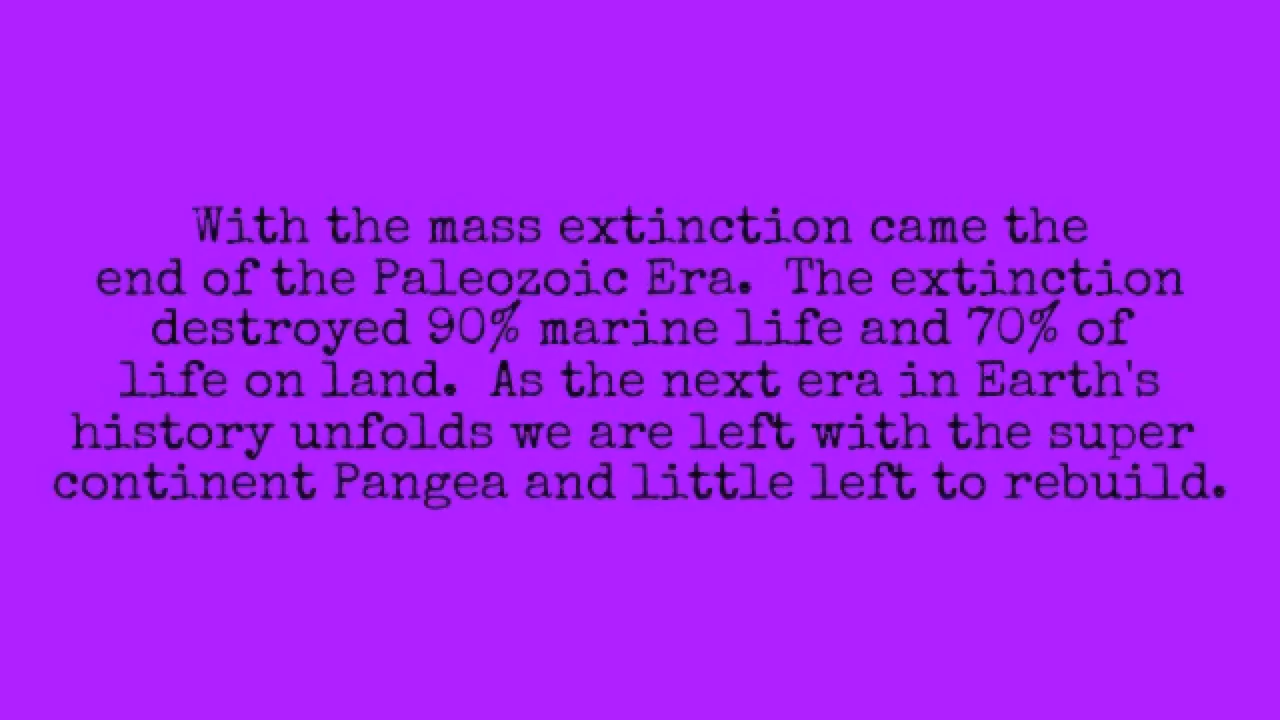 With the mass extinction came the
end of the Paleozoic Era.  The extinction
destroyed 90% marine life and 70% of
life on land.  As the next era in Earth's
history unfolds we are left with the super
continent Pangea and little left to rebuild.